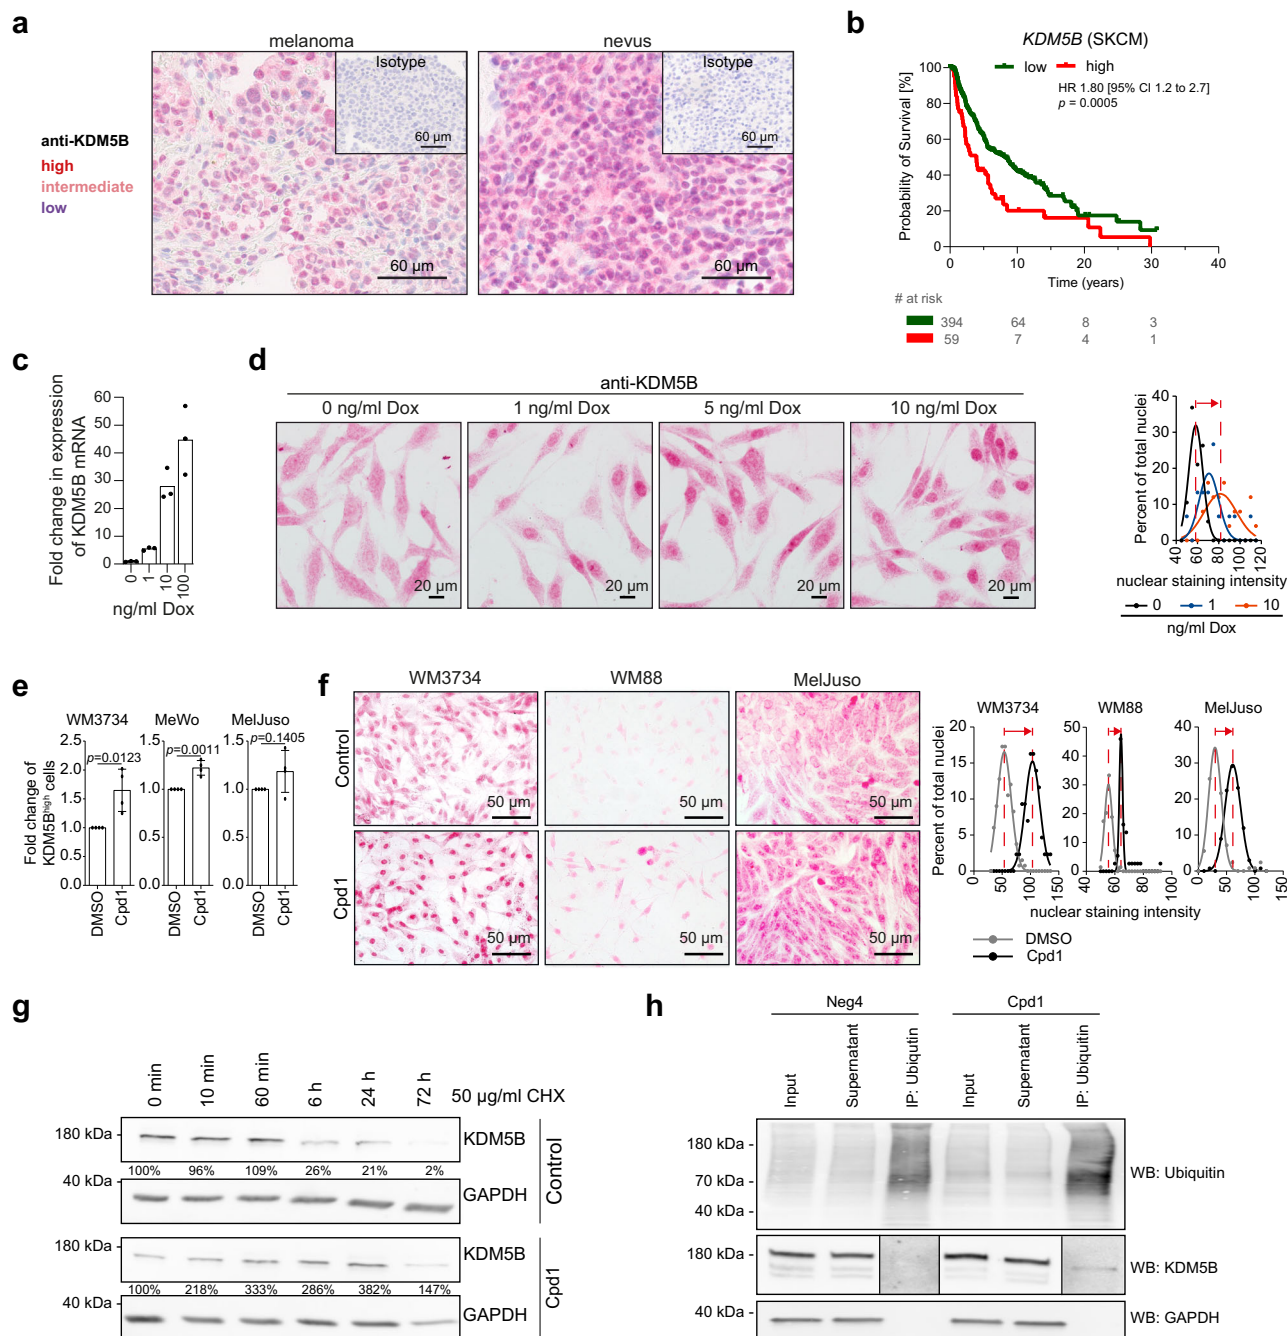 a
melanoma
nevus
Isotype
60 µm
Isotype
60 µm
anti-KDM5B
high
intermediate
low
60 µm
60 µm
b
KDM5B (SKCM)
low high
HR 1.80 [95% CI 1.2 to 2.7]
p = 0.0005
Probability of Survival [%]
100
80
60
40
20
0
0 10 20 30 40
Time (years)
# at risk
394 64 8 3
59 7 4 1
c
Fold change in expression
of KDM5B mRNA
60
50
40
30
20
10
0
0 1 10 100
ng/ml Dox
d
anti-KDM5B
0 ng/ml Dox 1 ng/ml Dox 5 ng/ml Dox 10 ng/ml Dox
20 µm 20 µm 20 µm 20 µm
Percent of total nuclei
40
30
20
10
0
40 60 80 100 120
nuclear staining intensity
0 1 10
ng/ml Dox
e
Fold change of
KDM5Bhigh cells
WM3734 MeWo MelJuso
p=0.0123
2.5
2.0
1.5
1.0
0.5
0.0
DMSO Cpd1
p=0.0011
1.5
1.0
0.5
0.0
DMSO Cpd1
p=0.1405
1.5
1.0
0.5
0.0
DMSO Cpd1
f
WM3734 WM88 MelJuso
Control
50 µm 50 µm 50 µm
Cpd1
50 µm 50 µm 50 µm
Percent of total nuclei
WM3734 WM88 MelJuso
20
15
10
5
0
0 50 100 150
50
40
30
20
10
0
40 60 80 100
40
30
20
10
0
0 50 100 150
nuclear staining intensity
DMSO
Cpd1
g
0 min 10 min 60 min 6 h 24 h 72 h 50 µg/ml CHX
180 kDa - KDM5B
100% 96% 109% 26% 21% 2%
40 kDa - GAPDH
Control
180 kDa - KDM5B
100% 218% 333% 286% 382% 147%
40 kDa - GAPDH
Cpd1
h
Neg4 Cpd1
Input Supernatant IP: Ubiqutin Input Supernatant IP: Ubiqutin
180 kDa -
70 kDa - WB: Ubiquitin
40 kDa -
180 kDa - WB: KDM5B
40 kDa - WB: GAPDH